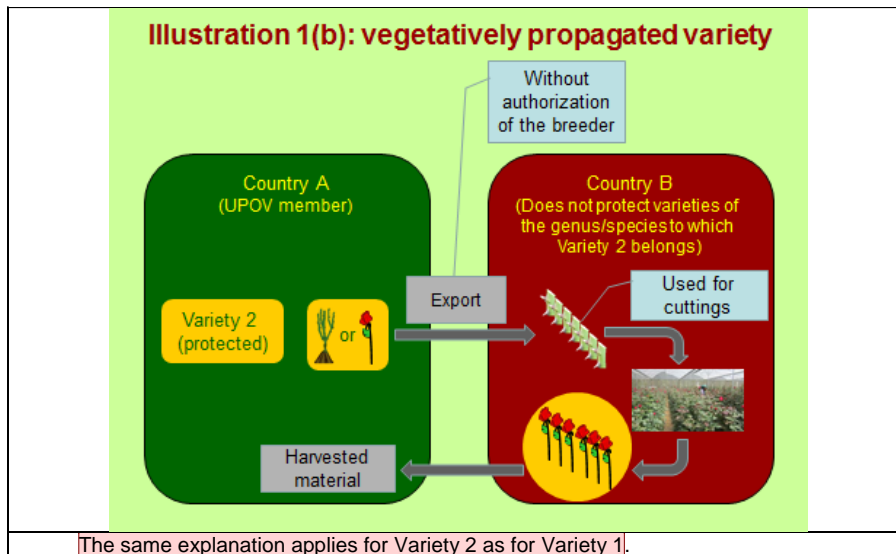 Illustration 1(b): vegetatively propagated variety
Without
authorization
of the breeder
Country A
(UPOV member)
Country B
(Does not protect varieties of
the genus/species to which
Variety 2 belongs)
Variety 2
(protected)
or
Export
Used for
cuttings
Harvested
material
The same explanation applies for Variety 2 as for Variety 1.